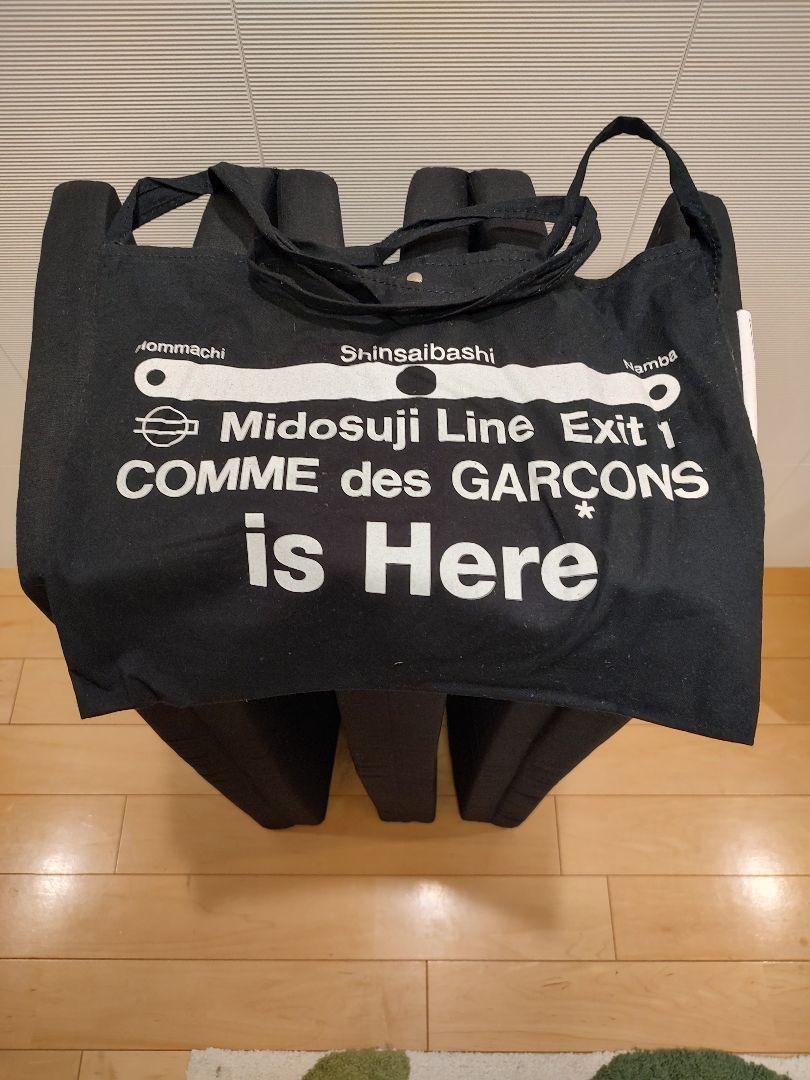 Hommachi Shinsaibashi Namba
Midosuji Line Exit 1
COMME des GARÇONS
*
is Here